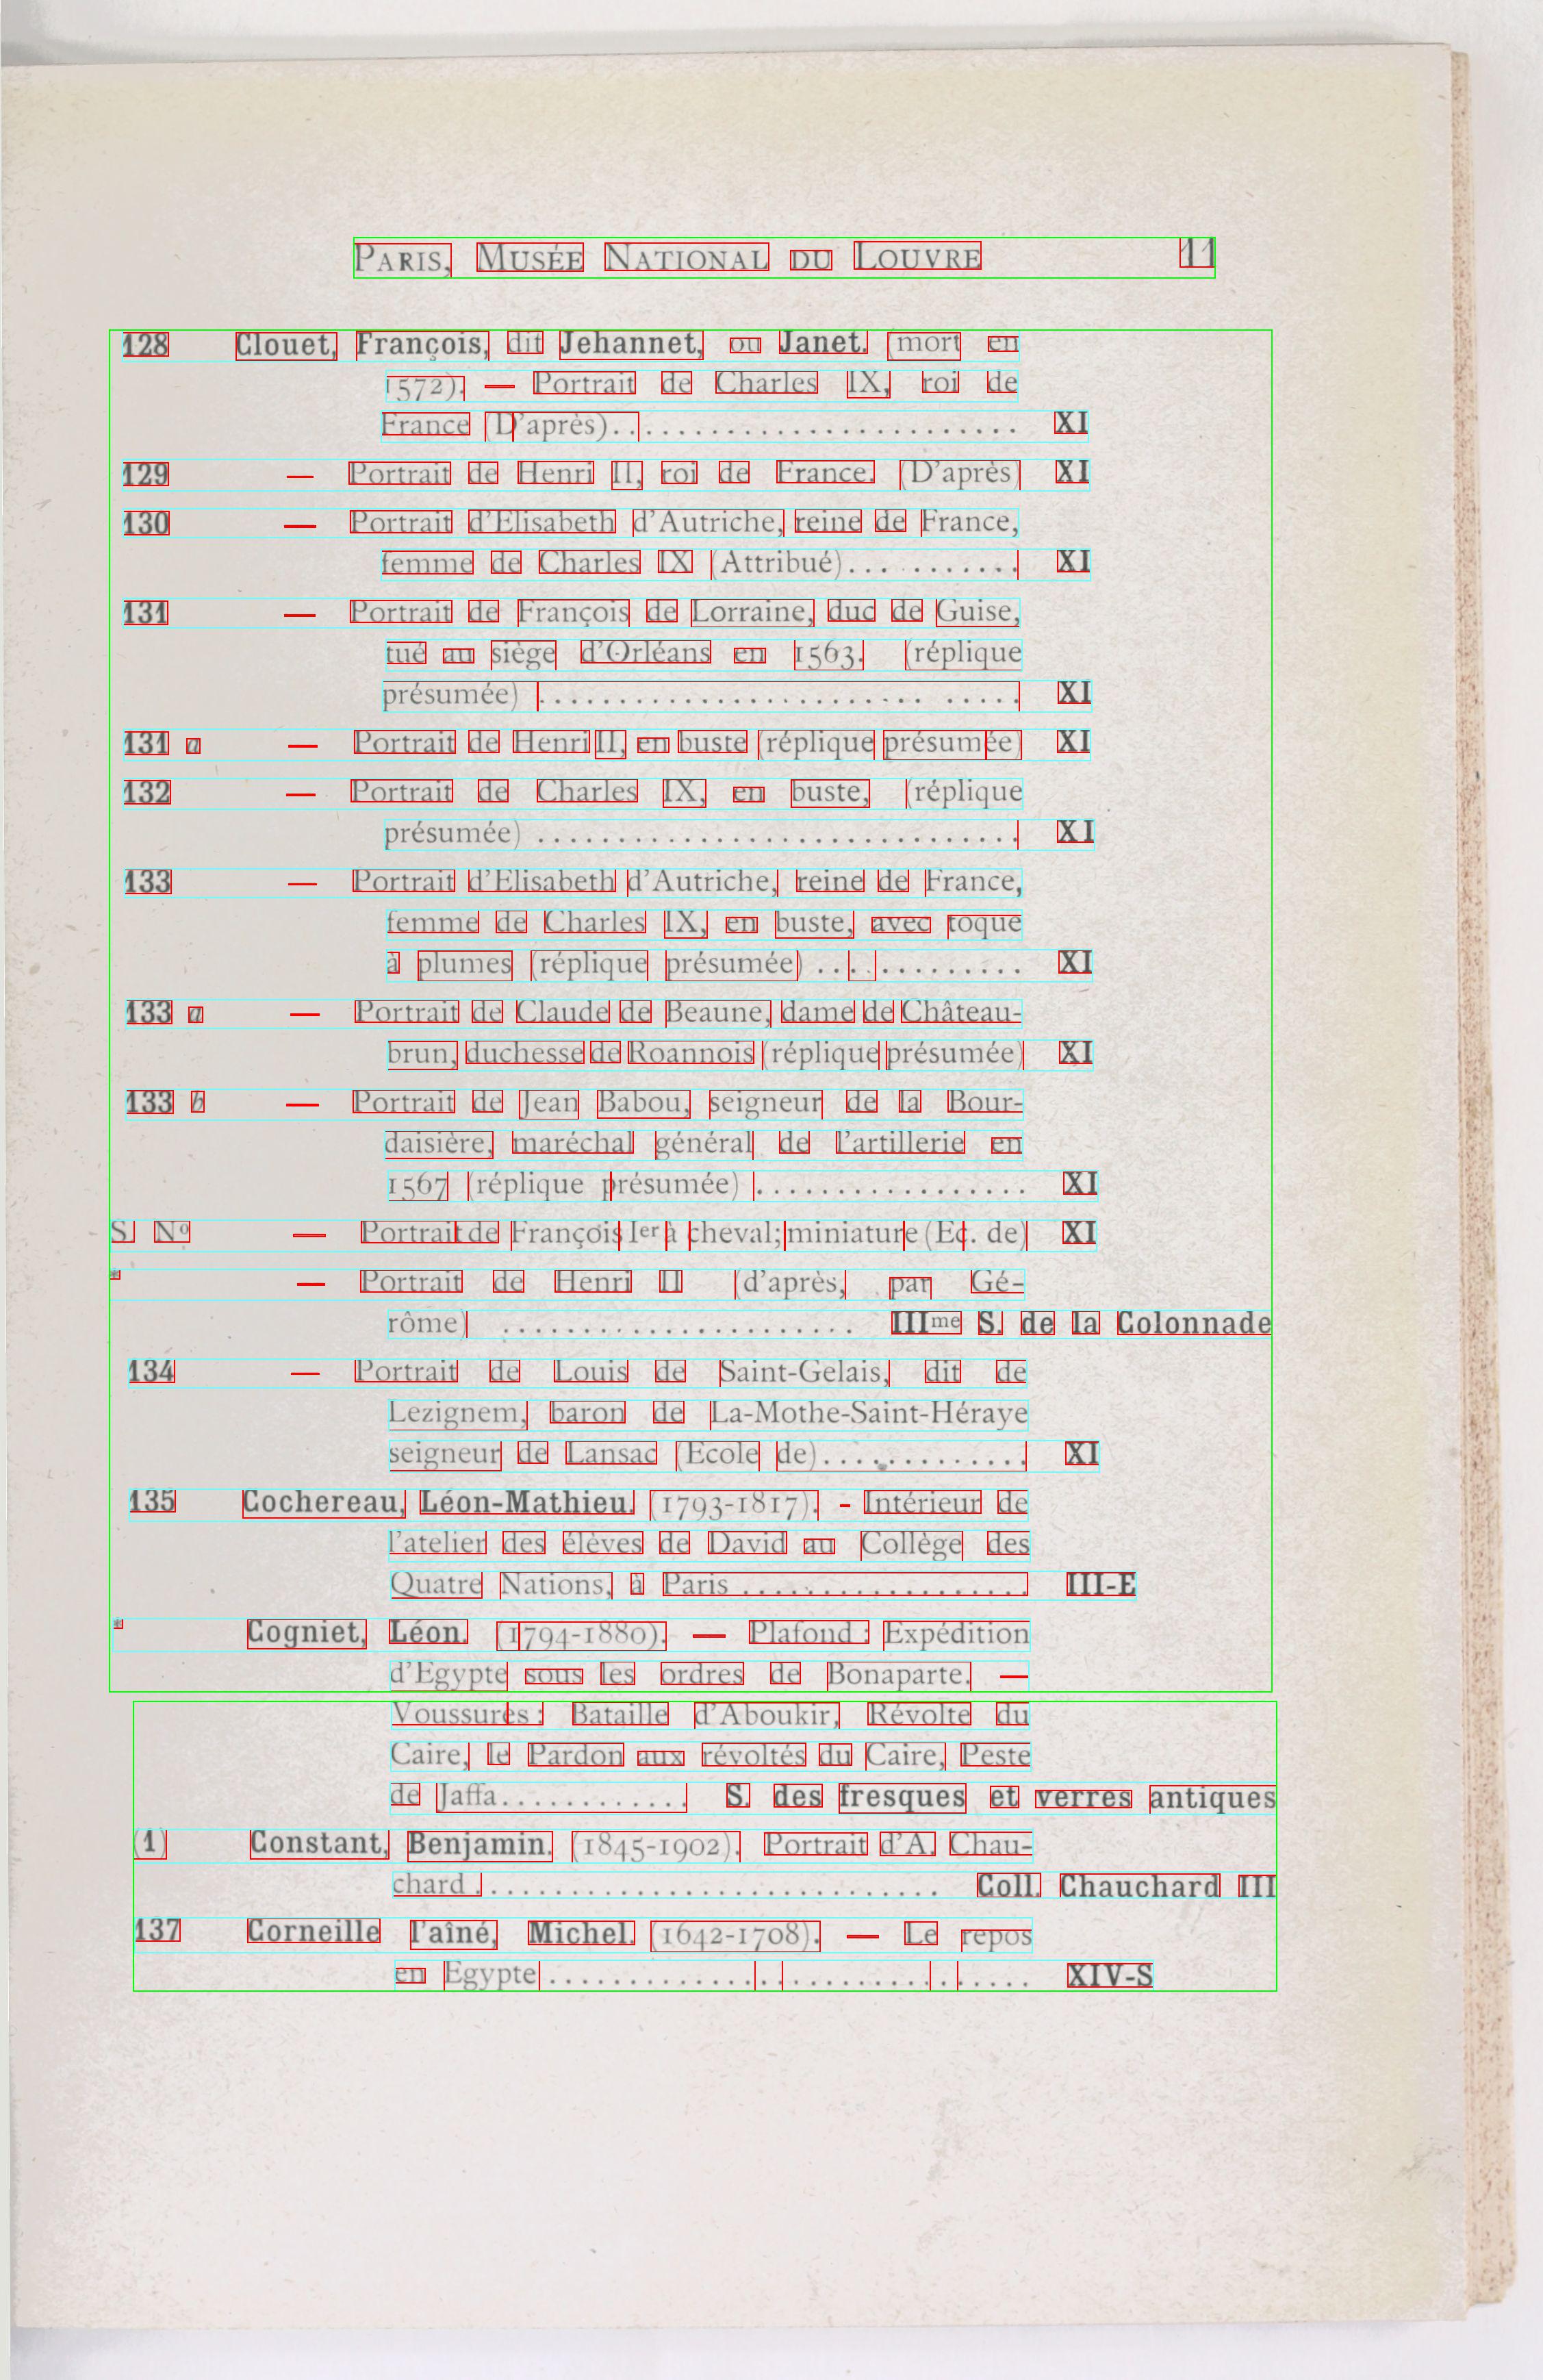 PARIS, MUSÉE NATIONAL DU LOUVRE 11
128 Clouet, François, dit Jehannet, ou Janet. (mort en
1572). — Portrait de Charles IX, roi de
France (D'après)......................... XI
129 — Portrait de Henri II, roi de France. (D'après) XI
130 — Portrait d'Elisabeth d'Autriche, reine de France,
femme de Charles IX (Attribué)........... XI
131 — Portrait de François de Lorraine, duc de Guise,
tué au siège d'Orléans en 1563. (réplique
présumée) .............................. XI
131 a — Portrait de Henri II, en buste (réplique présumée) XI
132 — Portrait de Charles IX, en buste, (réplique
présumée) ............................... XI
133 — Portrait d'Elisabeth d'Autriche, reine de France,
femme de Charles IX, en buste, avec toque
à plumes (réplique présumée) ............. XI
133 a — Portrait de Claude de Beaune, dame de Château-
brun, duchesse de Roannois (réplique présumée) XI
133 b — Portrait de Jean Babou, seigneur de la Bour-
daisière, maréchal général de l'artillerie en
1567 (réplique présumée) .................. XI
S. Nº — Portrait de François Ier à cheval; miniature (Ec. de) XI
* — Portrait de Henri II (d'après, par Gé-
rôme) ....................... IIIme S. de la Colonnade
134 — Portrait de Louis de Saint-Gelais, dit de
Lezignem, baron de La-Mothe-Saint-Héraye
seigneur de Lansac (Ecole de)............. XI
135 Cochereau, Léon-Mathieu. (1793-1817). - Intérieur de
l'atelier des élèves de David au Collège des
Quatre Nations, à Paris .................. III-E
* Cogniet, Léon. (1794-1880). — Plafond : Expédition
d'Egypte sous les ordres de Bonaparte. —
Voussures : Bataille d'Aboukir, Révolte du
Caire, le Pardon aux révoltés du Caire, Peste
de Jaffa............ S. des fresques et verres antiques
(1) Constant, Benjamin. (1845-1902). Portrait d'A. Chau-
chard .............................. Coll. Chauchard III
137 Corneille l'aîné, Michel. (1642-1708). — Le repos
en Egypte............................... XIV-S